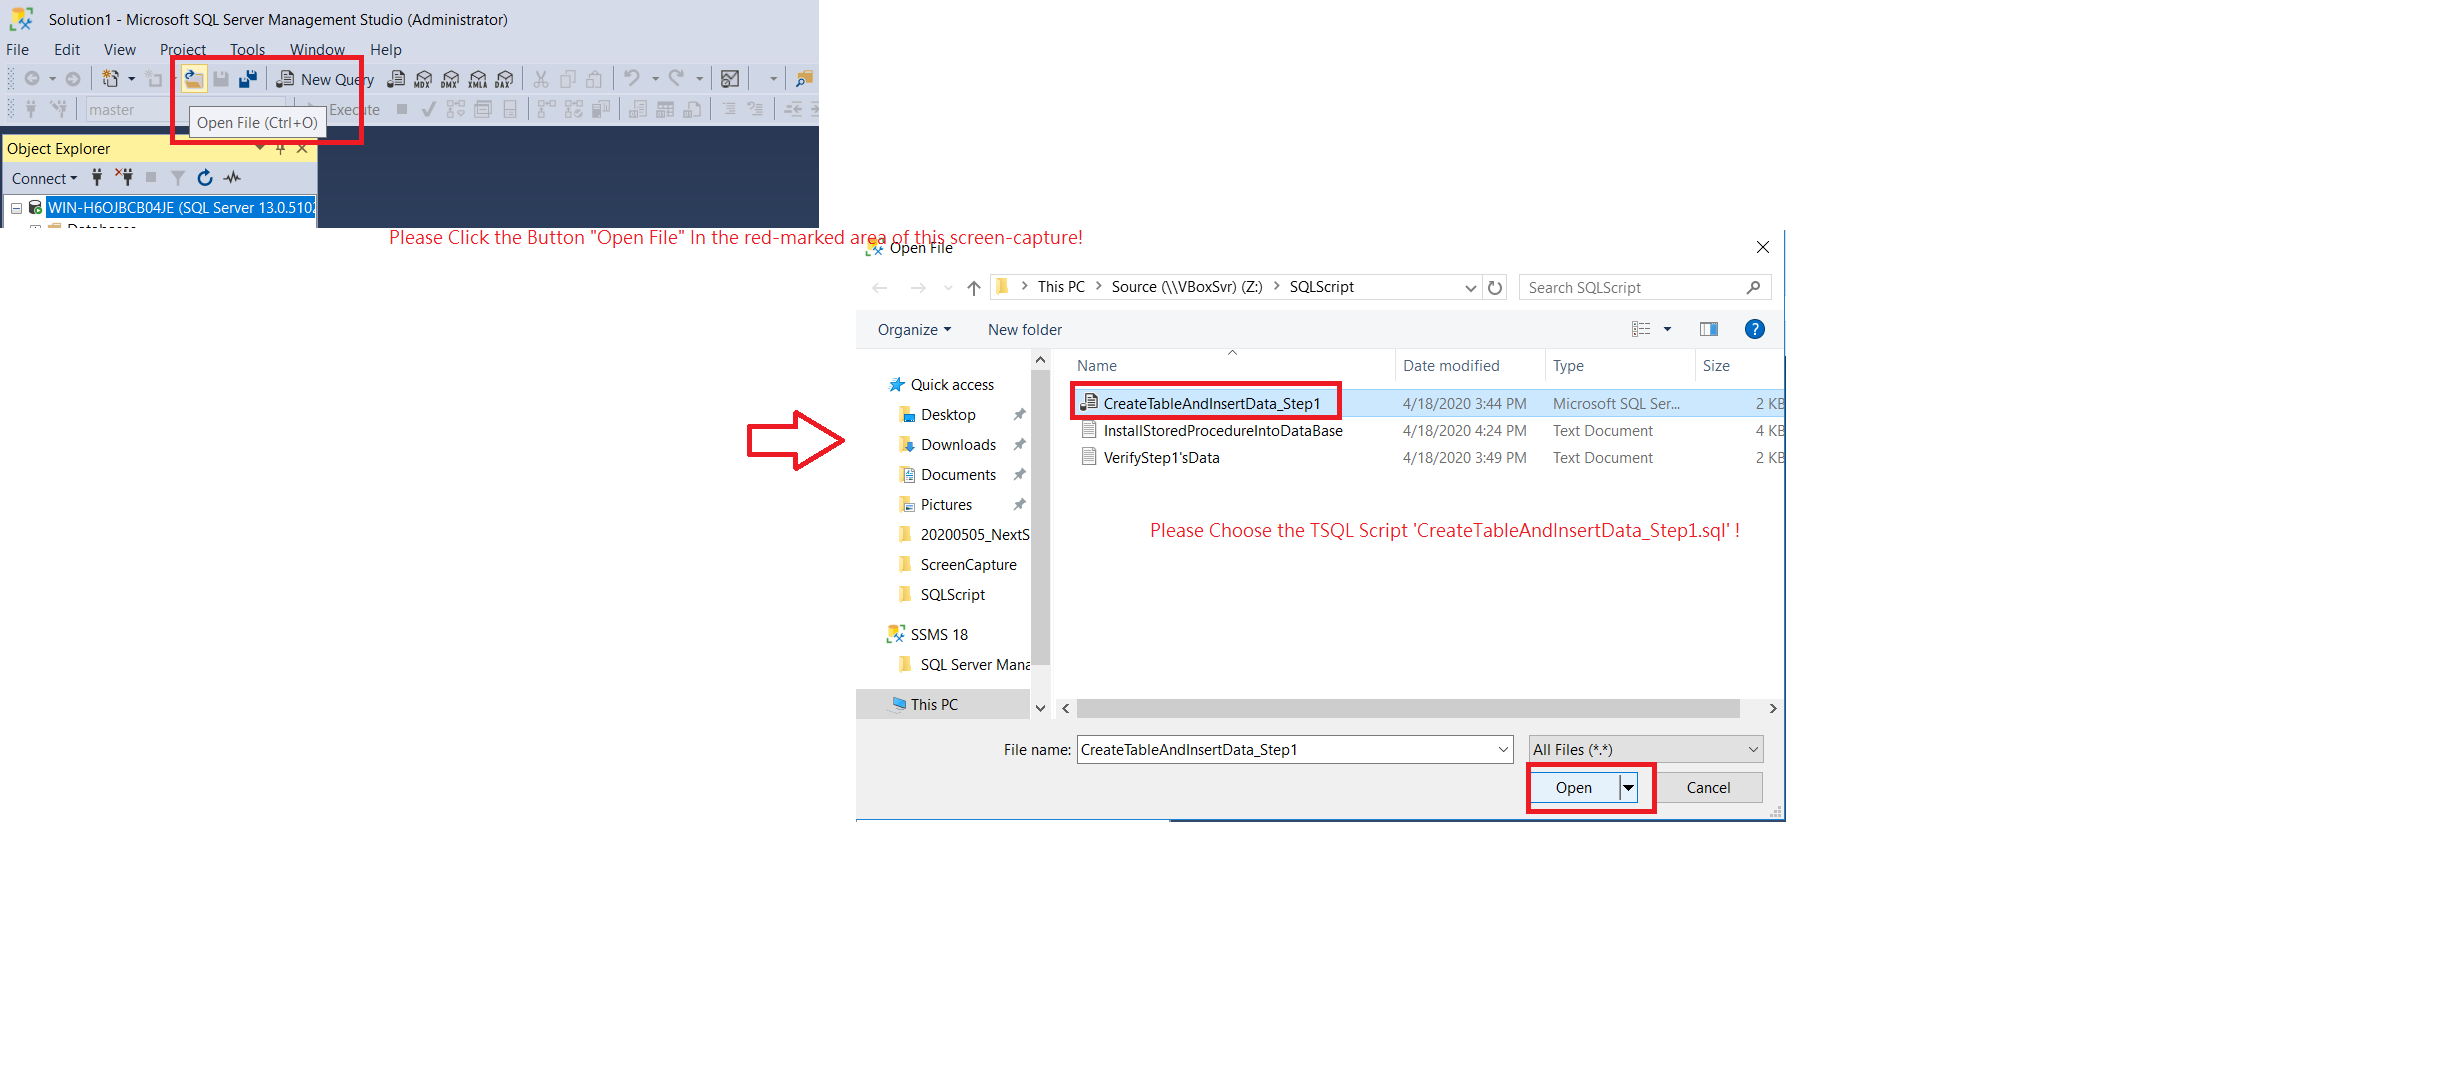 Solution1 - Microsoft SQL Server Management Studio (Administrator)
File Edit View Project Tools Window Help
New Query MDX DMX XMLA DAX
master Execute
Open File (Ctrl+O)
Object Explorer
Connect
WIN-H6OJBCB04JE (SQL Server 13.0.5102
Databases
Please Click the Button "Open File" In the red-marked area of this screen-capture!
Open File
This PC > Source (\\VBoxSvr) (Z:) > SQLScript
Search SQLScript
Organize New folder
Name Date modified Type Size
Quick access
Desktop
Downloads
Documents
Pictures
20200505_NextS
ScreenCapture
SQLScript
SSMS 18
SQL Server Mana
This PC
CreateTableAndInsertData_Step1 4/18/2020 3:44 PM Microsoft SQL Ser... 2 KB
InstallStoredProcedureIntoDataBase 4/18/2020 4:24 PM Text Document 4 KB
VerifyStep1'sData 4/18/2020 3:49 PM Text Document 2 KB
Please Choose the TSQL Script 'CreateTableAndInsertData_Step1.sql' !
File name: CreateTableAndInsertData_Step1 All Files (*.*)
Open Cancel